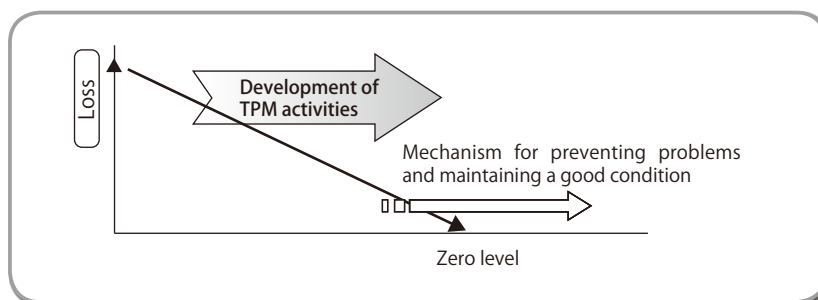 Loss
Development of
TPM activities
Mechanism for preventing problems
and maintaining a good condition
Zero level